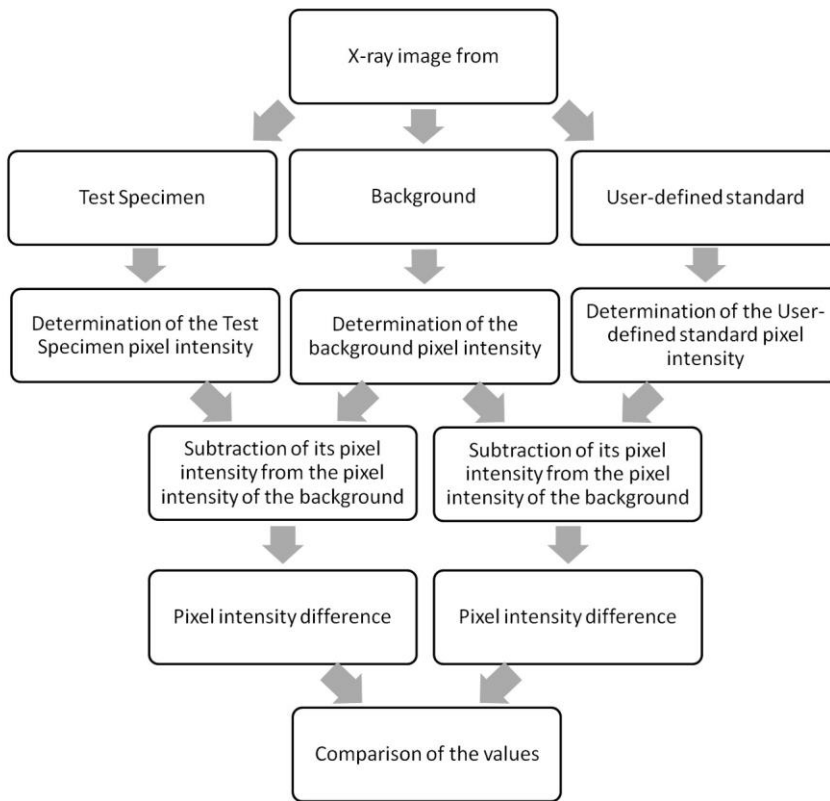 X-ray image from
Test Specimen
Background
User-defined standard
Determination of the Test
Specimen pixel intensity
Determination of the
background pixel intensity
Determination of the User-
defined standard pixel
intensity
Subtraction of its pixel
intensity from the pixel
intensity of the background
Subtraction of its pixel
intensity from the pixel
intensity of the background
Pixel intensity difference
Pixel intensity difference
Comparison of the values